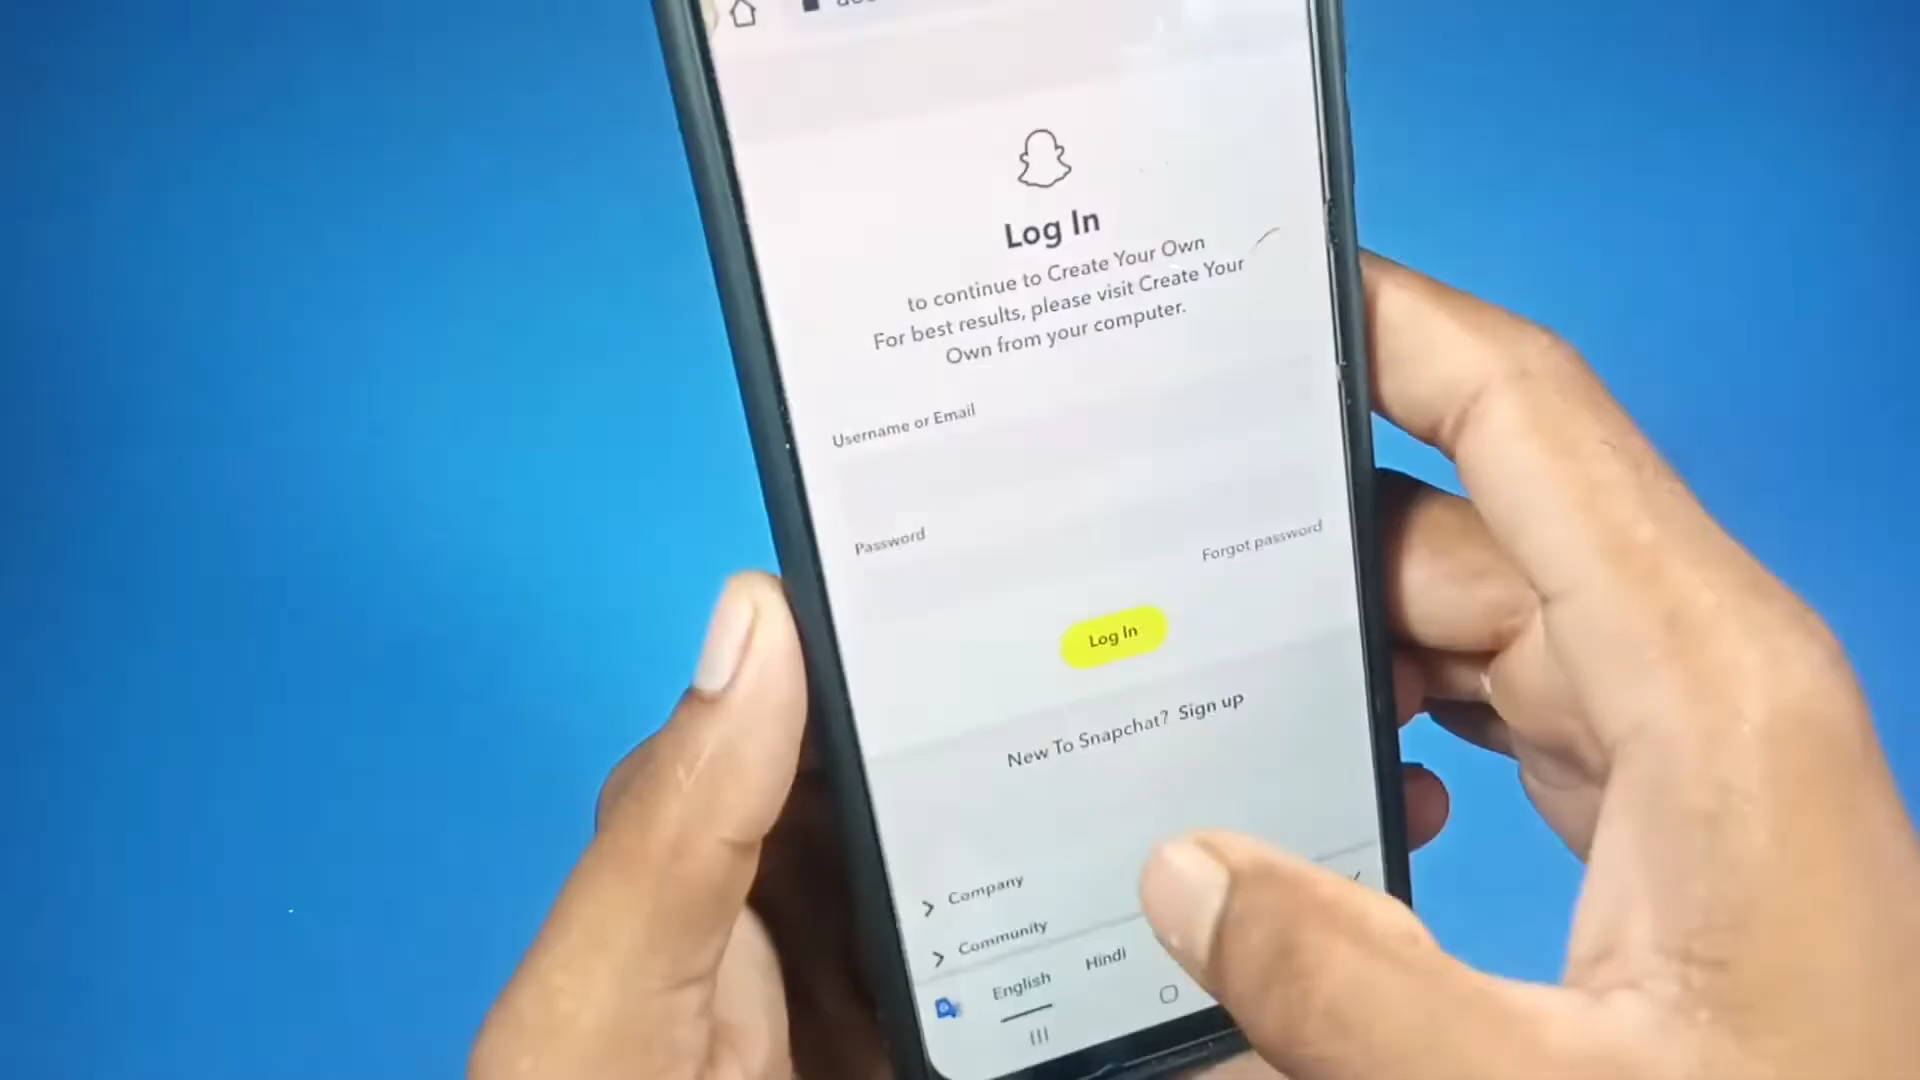 Log In
to continue to Create Your Own
For best results, please visit Create Your
Own from your computer.
Username or Email
Password
Forgot password
Log In
New To Snapchat? Sign up
Company
Community
English Hindi